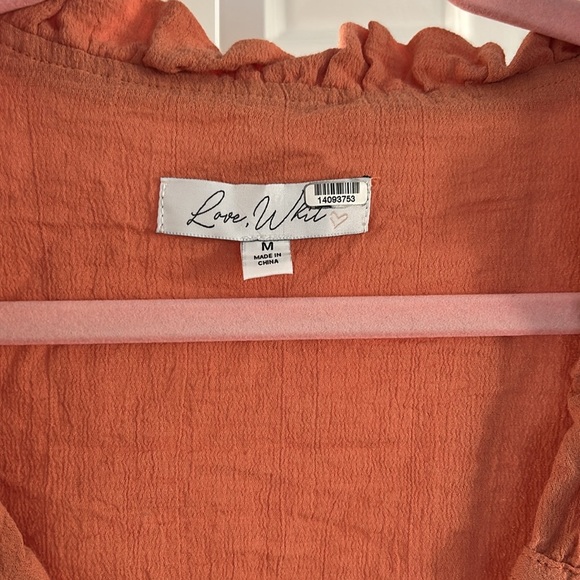 Love, Whit
14093753
M
MADE IN
CHINA